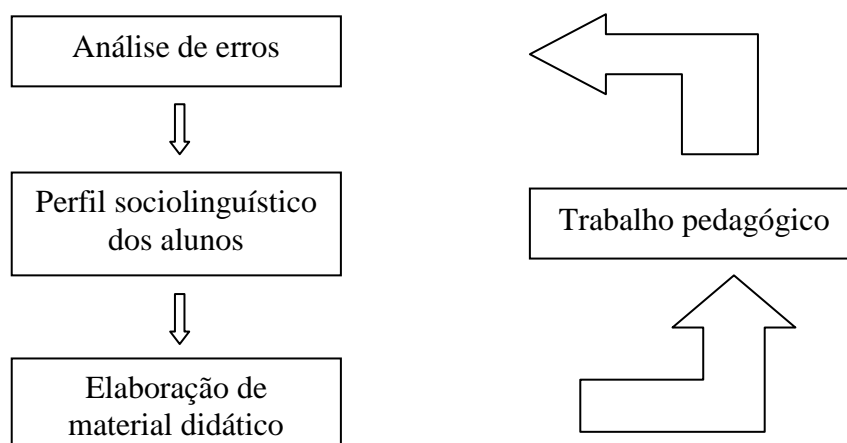 Análise de erros
Perfil sociolinguístico
dos alunos
Trabalho pedagógico
Elaboração de
material didático